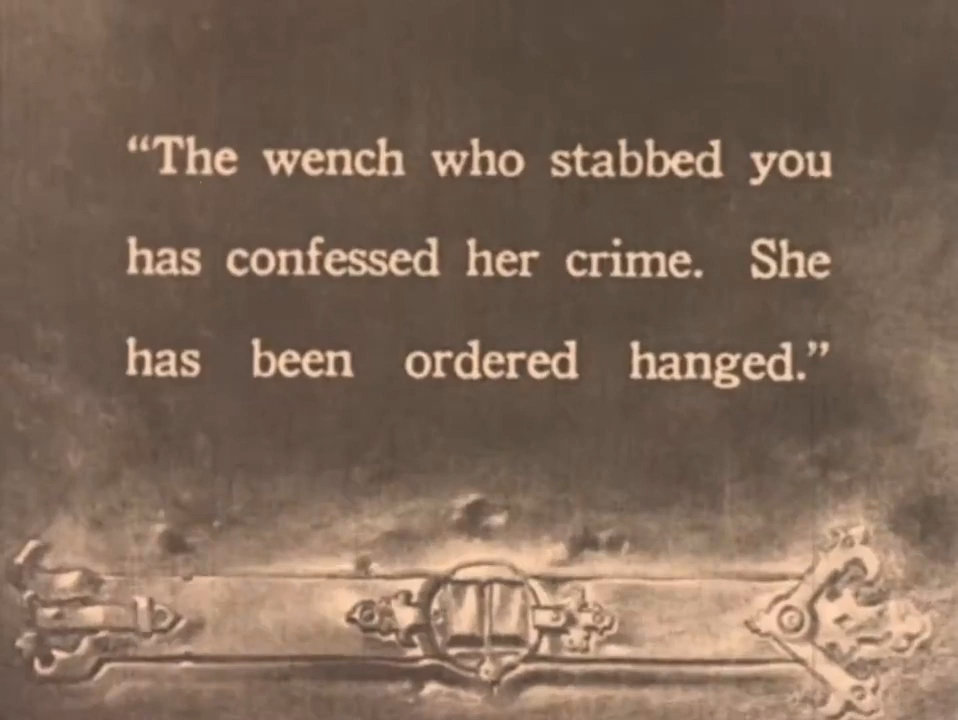 “The wench who stabbed you
has confessed her crime. She
has been ordered hanged.”